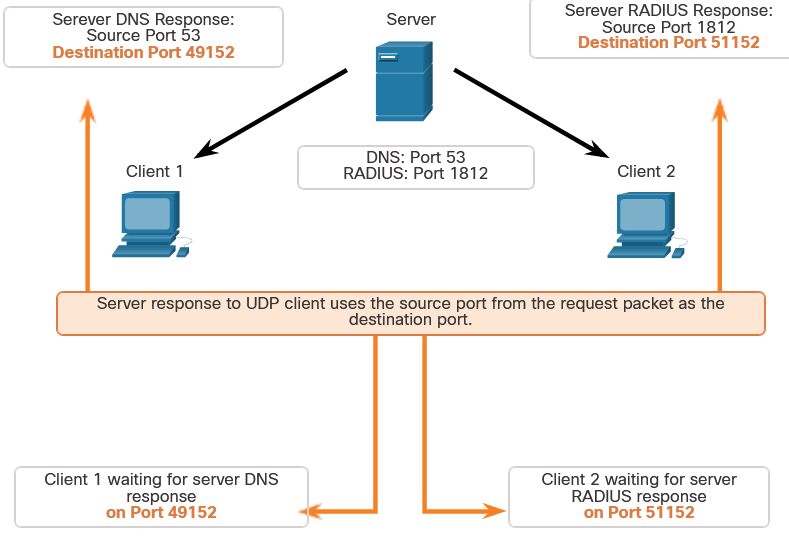 Serever DNS Response:
Source Port 53
Destination Port 49152
Server
Serever RADIUS Response:
Source Port 1812
Destination Port 51152
Client 1
DNS: Port 53
RADIUS: Port 1812
Client 2
Server response to UDP client uses the source port from the request packet as the
destination port.
Client 1 waiting for server DNS
response
on Port 49152
Client 2 waiting for server
RADIUS response
on Port 51152